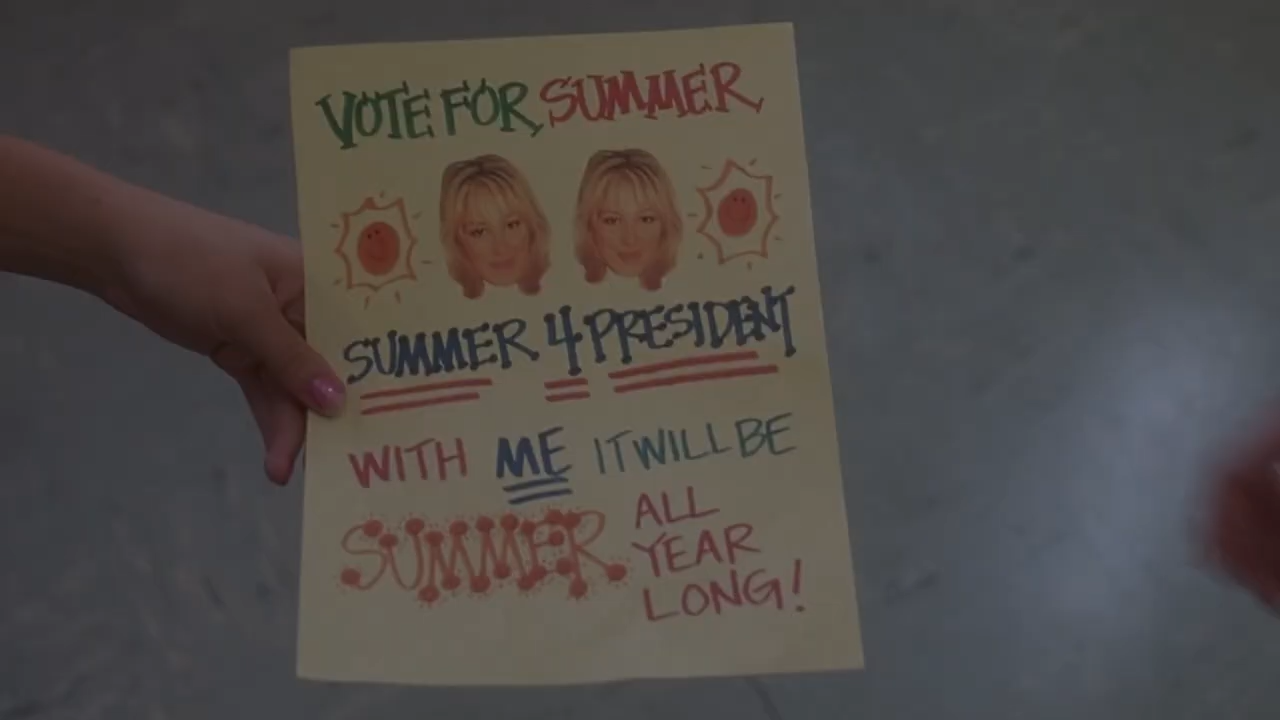 VOTE FOR SUMMER
SUMMER 4 PRESIDENT
WITH ME IT WILL BE
SUMMER ALL
YEAR
LONG!